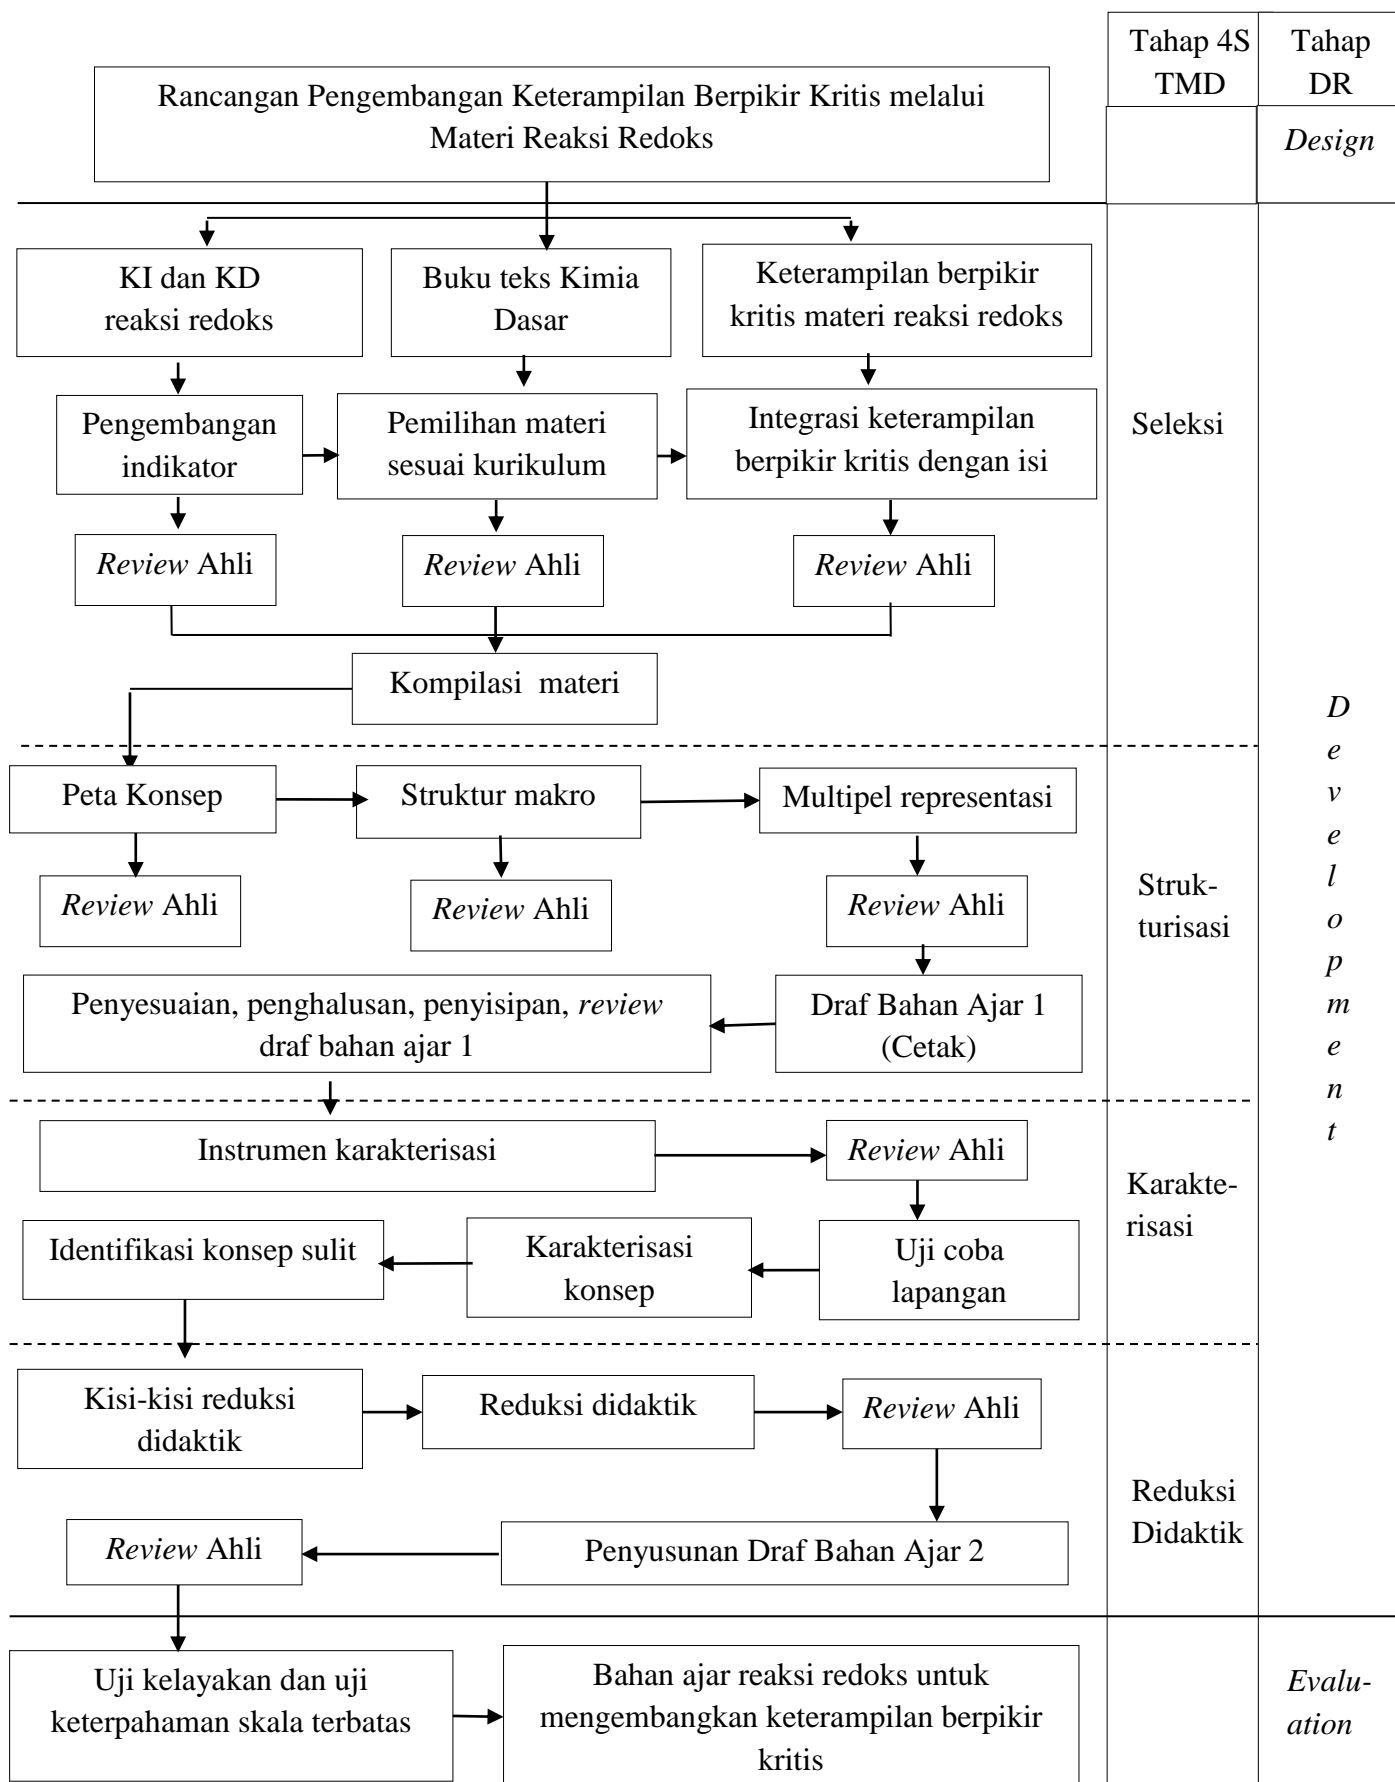 Tahap 4S
TMD
Tahap
DR
Rancangan Pengembangan Keterampilan Berpikir Kritis melalui
Materi Reaksi Redoks
Design
KI dan KD
reaksi redoks
Buku teks Kimia
Dasar
Keterampilan berpikir
kritis materi reaksi redoks
Pengembangan
indikator
Pemilihan materi
sesuai kurikulum
Integrasi keterampilan
berpikir kritis dengan isi
Seleksi
Review Ahli
Review Ahli
Review Ahli
Kompilasi materi
D
e
v
e
l
o
p
m
e
n
t
Peta Konsep
Struktur makro
Multipel representasi
Review Ahli
Review Ahli
Review Ahli
Struk-
turisasi
Penyesuaian, penghalusan, penyisipan, review
draf bahan ajar 1
Draf Bahan Ajar 1
(Cetak)
Instrumen karakterisasi
Review Ahli
Karakte-
risasi
Identifikasi konsep sulit
Karakterisasi
konsep
Uji coba
lapangan
Kisi-kisi reduksi
didaktik
Reduksi didaktik
Review Ahli
Reduksi
Didaktik
Review Ahli
Penyusunan Draf Bahan Ajar 2
Uji kelayakan dan uji
keterpahaman skala terbatas
Bahan ajar reaksi redoks untuk
mengembangkan keterampilan berpikir
kritis
Evalu-
ation